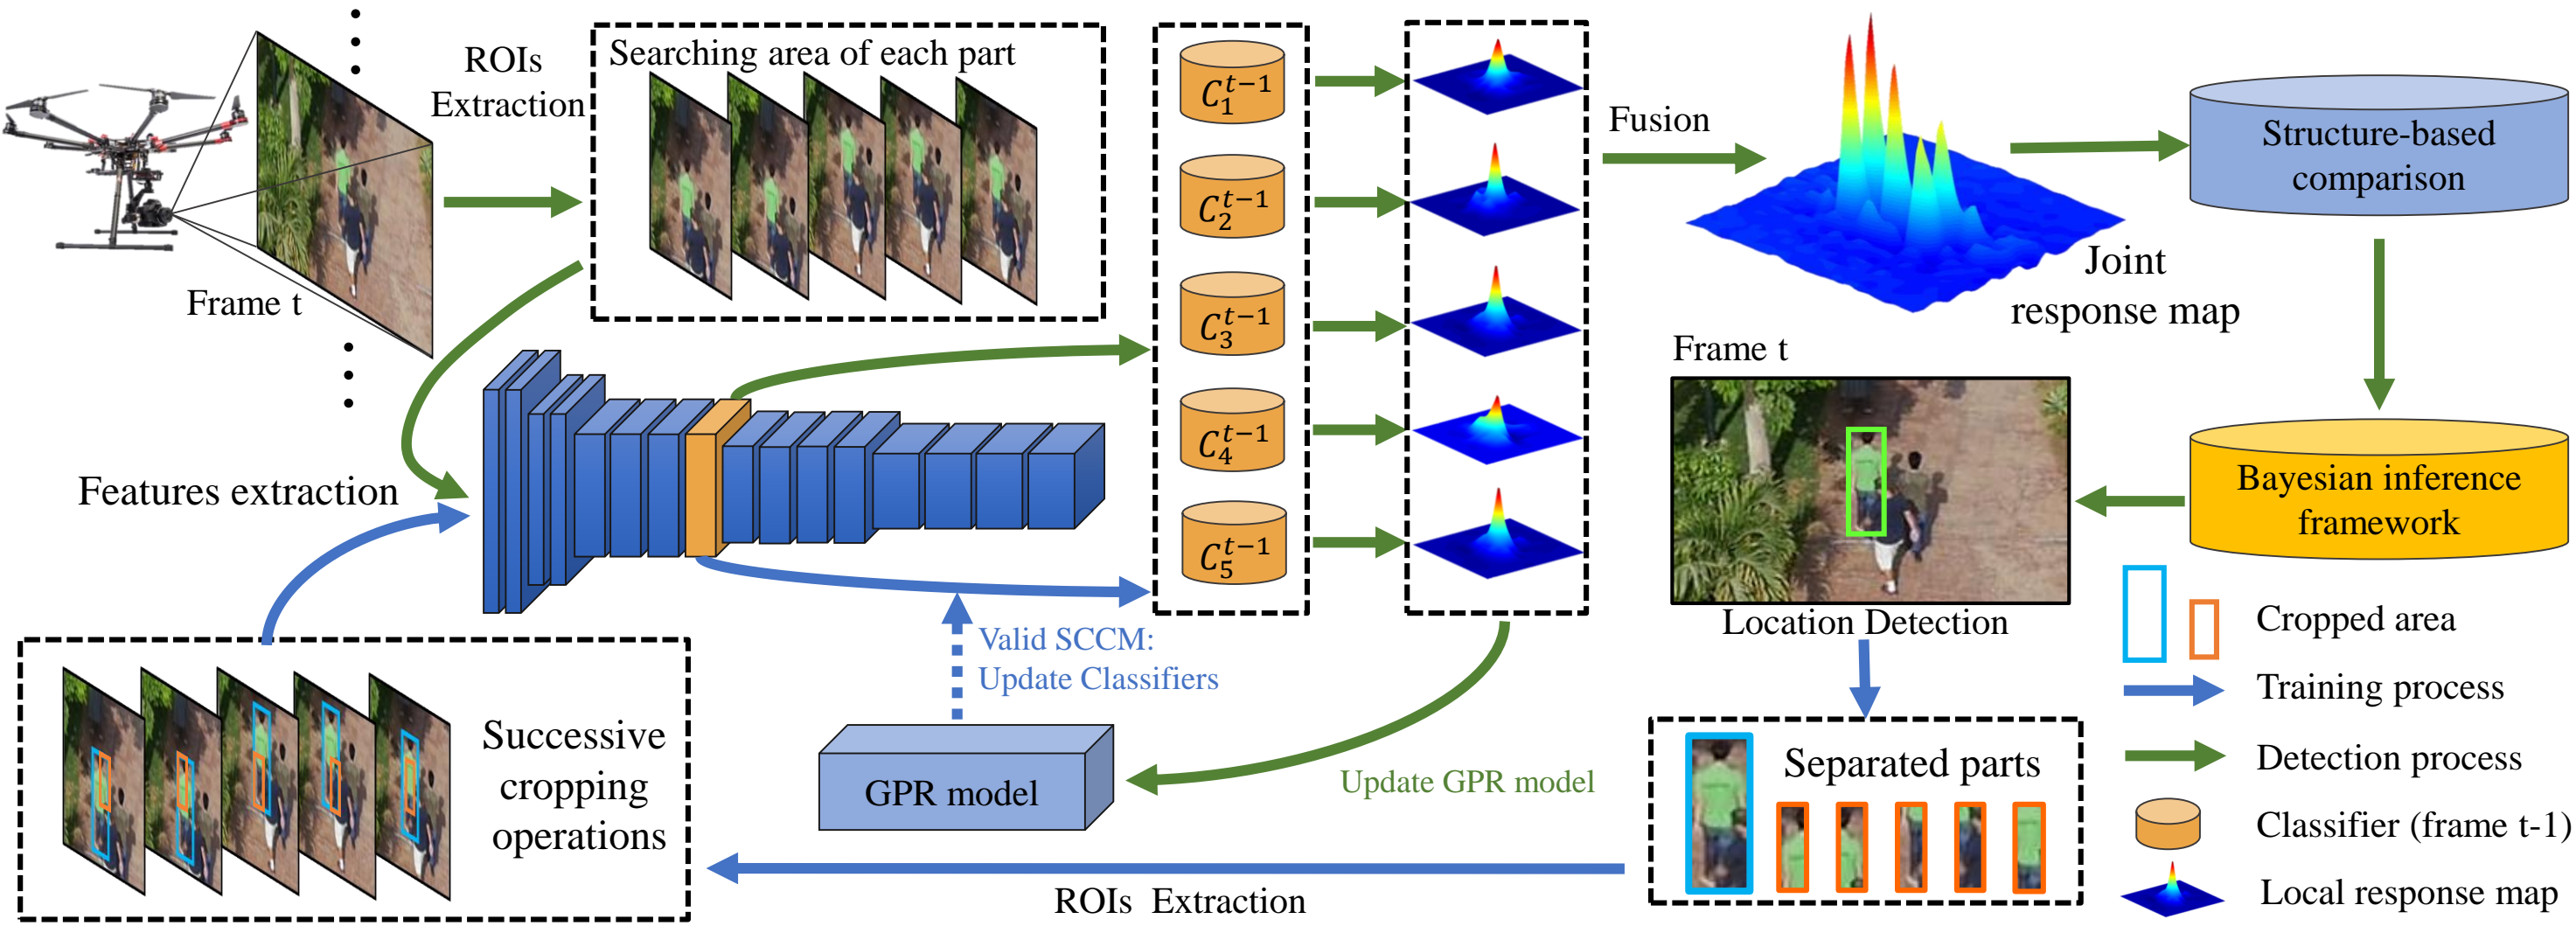 ROIs
Extraction
Frame t
Searching area of each part
C_1^{t−1}
C_2^{t−1}
C_3^{t−1}
C_4^{t−1}
C_5^{t−1}
Fusion
Joint
response map
Structure-based
comparison
Bayesian inference
framework
Frame t
Location Detection
Features extraction
Valid SCCM:
Update Classifiers
GPR model
Update GPR model
Successive
cropping
operations
Separated parts
ROIs Extraction
Cropped area
Training process
Detection process
Classifier (frame t-1)
Local response map